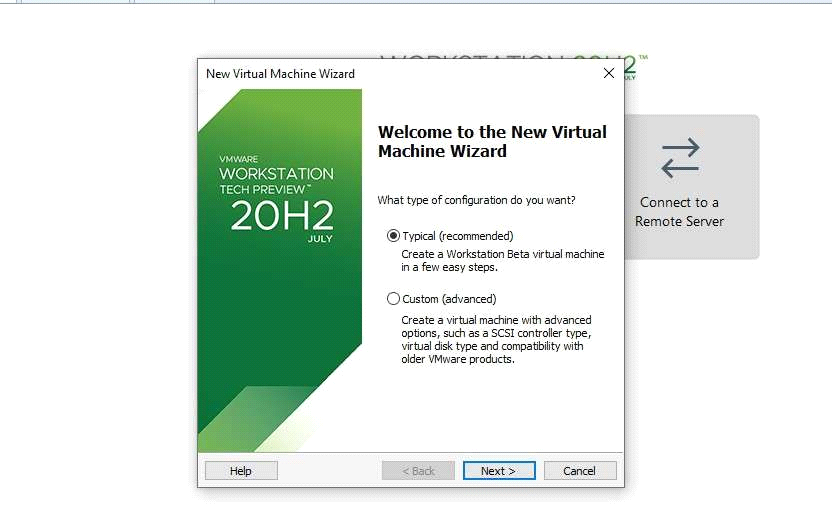 New Virtual Machine Wizard
VMWARE
WORKSTATION
TECH PREVIEW™
20H2
JULY
Welcome to the New Virtual
Machine Wizard
What type of configuration do you want?
Typical (recommended)
Create a Workstation Beta virtual machine
in a few easy steps.
Custom (advanced)
Create a virtual machine with advanced
options, such as a SCSI controller type,
virtual disk type and compatibility with
older VMware products.
Help
< Back
Next >
Cancel
WORKSTATION 20H2™
Connect to a
Remote Server